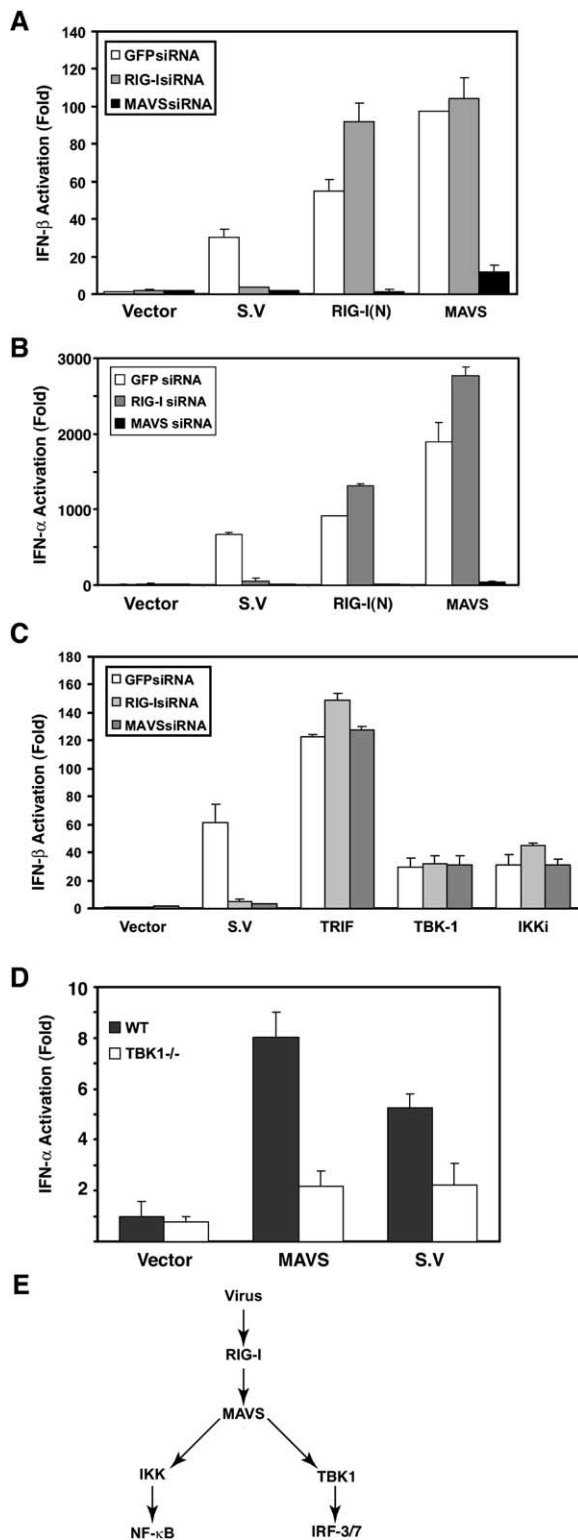 A
IFN-β Activation (Fold)
140
120
100
80
60
40
20
0
GFPsiRNA
RIG-IsiRNA
MAVSsiRNA
Vector S.V RIG-I(N) MAVS
B
IFN-α Activation (Fold)
3000
2000
1000
0
GFP siRNA
RIG-I siRNA
MAVS siRNA
Vector S.V RIG-I(N) MAVS
C
IFN-β Activation (Fold)
180
160
140
120
100
80
60
40
20
0
GFPsiRNA
RIG-IsiRNA
MAVSsiRNA
Vector S.V TRIF TBK-1 IKKi
D
IFN-α Activation (Fold)
10
8
6
4
2
WT
TBK1-/-
Vector MAVS S.V
E
Virus
RIG-I
MAVS
IKK TBK1
NF-κB IRF-3/7